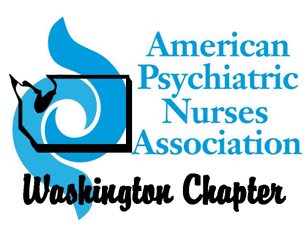 American
Psychiatric
Nurses
Association
Washington Chapter